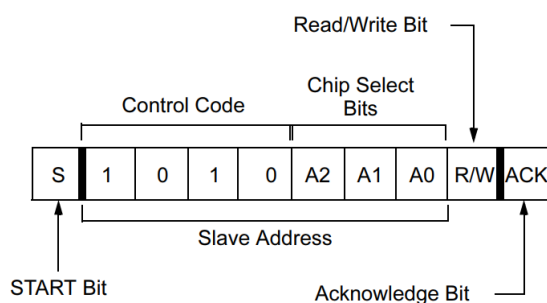 Read/Write Bit
Control Code
Chip Select
Bits
S 1 0 1 0 A2 A1 A0 R/W ACK
Slave Address
START Bit
Acknowledge Bit